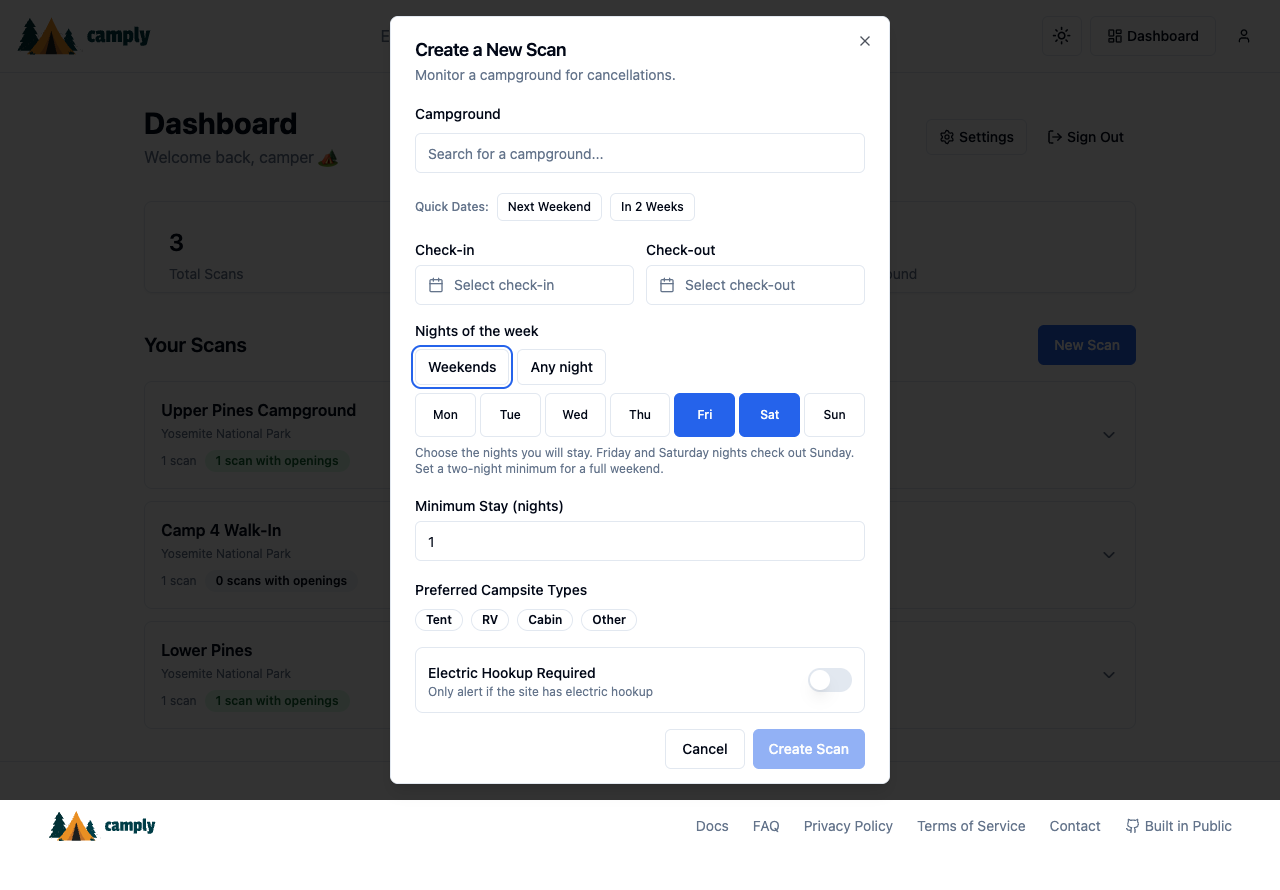 camply
E
Dashboard
Create a New Scan
Monitor a campground for cancellations.
Campground
Search for a campground...
Quick Dates:
Next Weekend
In 2 Weeks
Check-in
Check-out
Select check-in
Select check-out
Nights of the week
Weekends
Any night
Mon
Tue
Wed
Thu
Fri
Sat
Sun
Choose the nights you will stay. Friday and Saturday nights check out Sunday.
Set a two-night minimum for a full weekend.
Minimum Stay (nights)
1
Preferred Campsite Types
Tent
RV
Cabin
Other
Electric Hookup Required
Only alert if the site has electric hookup
Cancel
Create Scan
Dashboard
Welcome back, camper
Settings
Sign Out
3
Total Scans
ound
Your Scans
New Scan
Upper Pines Campground
Yosemite National Park
1 scan
1 scan with openings
Camp 4 Walk-In
Yosemite National Park
1 scan
0 scans with openings
Lower Pines
Yosemite National Park
1 scan
1 scan with openings
camply
Docs
FAQ
Privacy Policy
Terms of Service
Contact
Built in Public